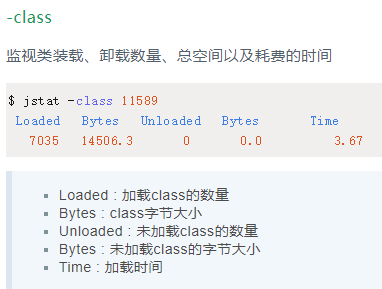 -class
监视类装载、卸载数量、总空间以及耗费的时间
$ jstat -class 11589
Loaded Bytes Unloaded Bytes Time
7035 14506.3 0 0.0 3.67
Loaded : 加载class的数量
Bytes : class字节大小
Unloaded : 未加载class的数量
Bytes : 未加载class的字节大小
Time : 加载时间